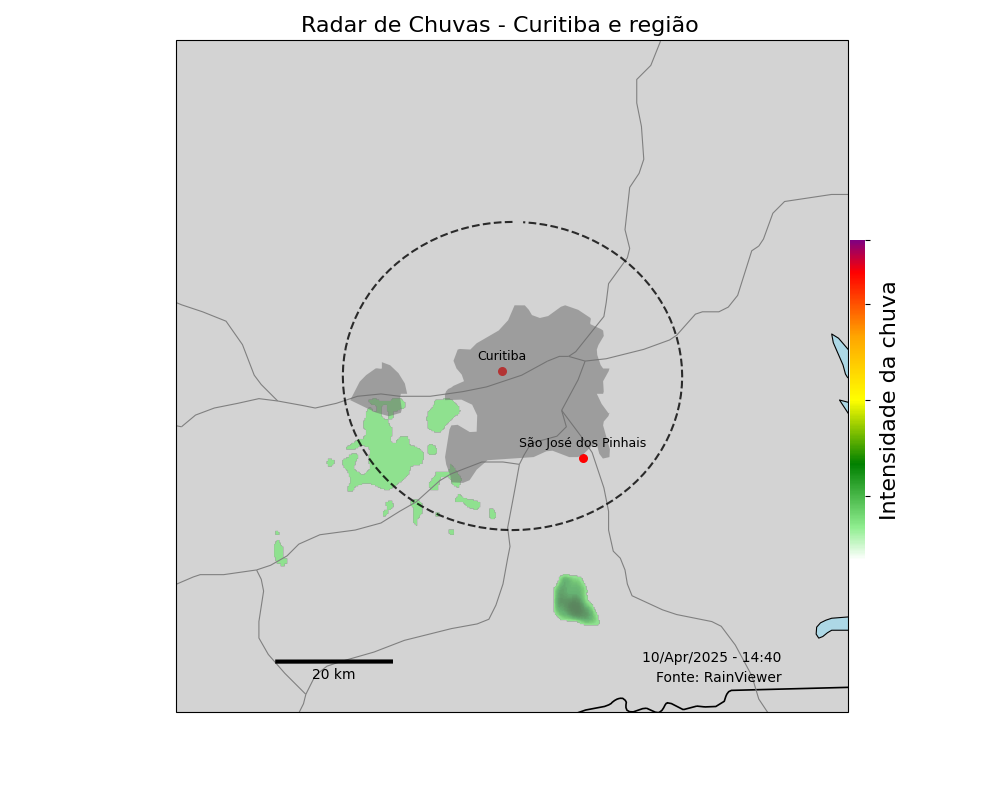 Radar de Chuvas - Curitiba e região
Curitiba
São José dos Pinhais
Intensidade da chuva
10/Apr/2025 - 14:40
Fonte: RainViewer
20 km